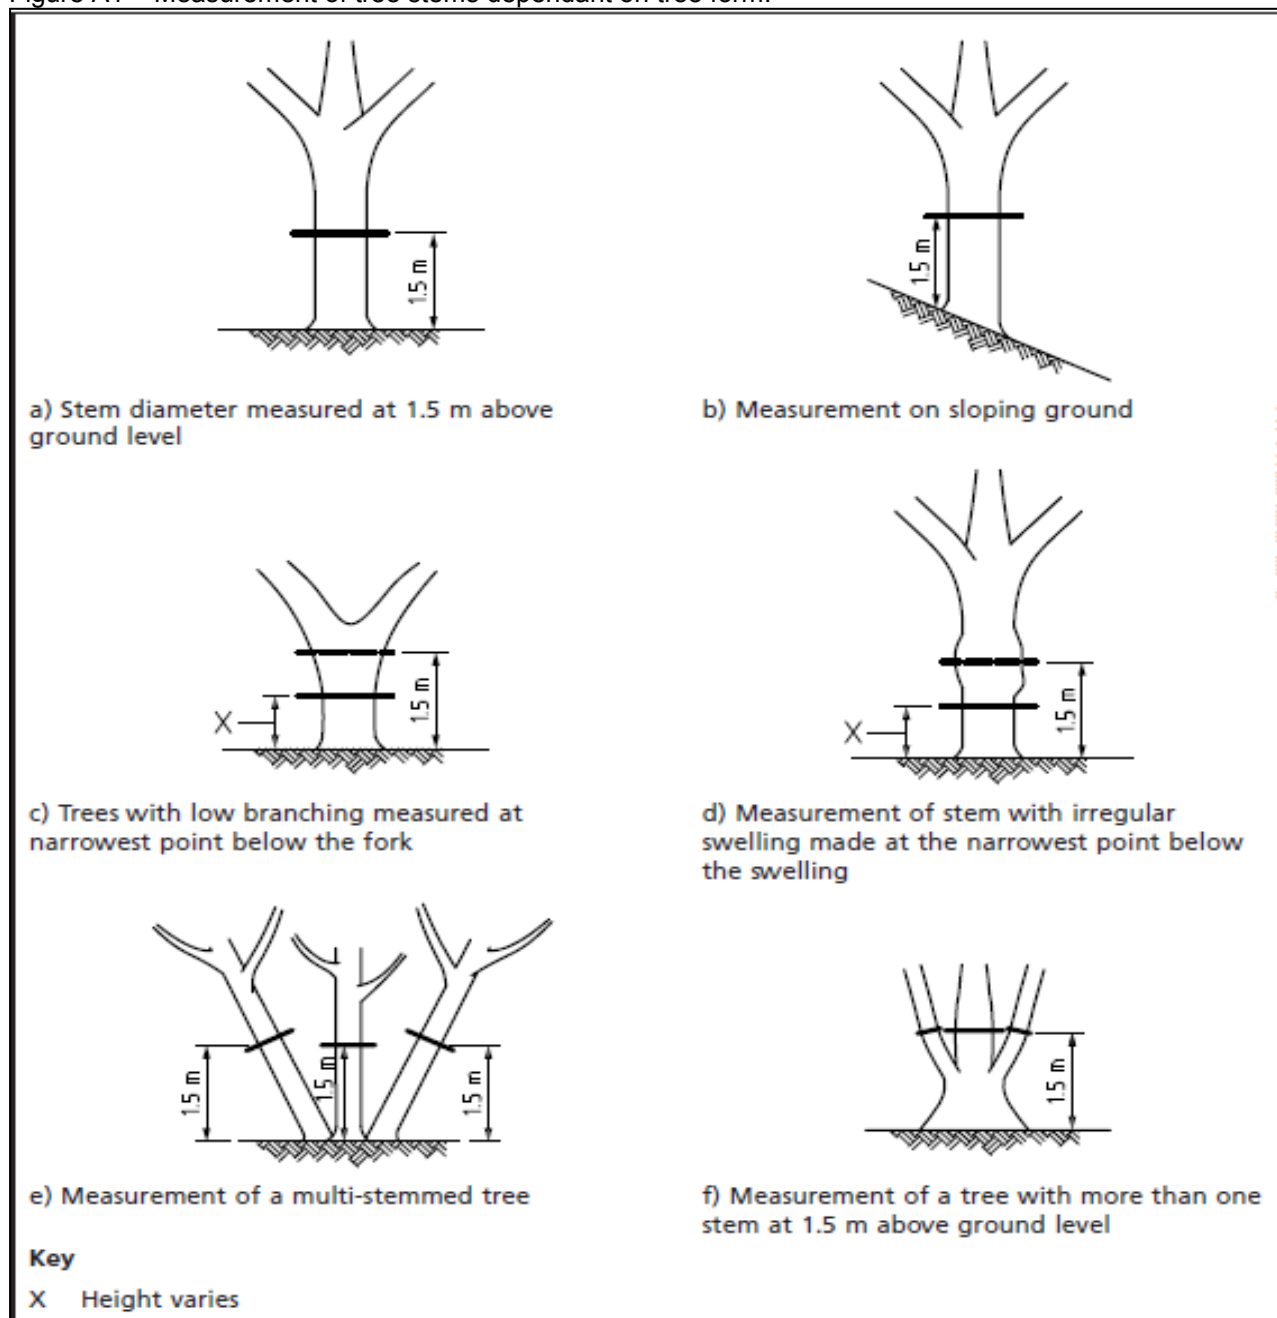 Figure A1 – Measurement of tree stems dependant on tree form.
1.5 m
1.5 m
a) Stem diameter measured at 1.5 m above
ground level
b) Measurement on sloping ground
X
1.5 m
X
1.5 m
c) Trees with low branching measured at
narrowest point below the fork
d) Measurement of stem with irregular
swelling made at the narrowest point below
the swelling
1.5 m
1.5 m
1.5 m
1.5 m
e) Measurement of a multi-stemmed tree
f) Measurement of a tree with more than one
stem at 1.5 m above ground level
Key
X Height varies